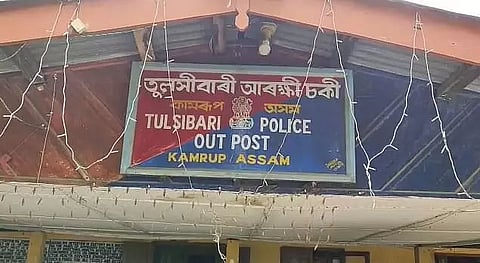 তুলসীবাৰী আৰক্ষী চকী
কামৰূপ অসম
TULSIBARI POLICE
OUT POST
KAMRUP / ASSAM